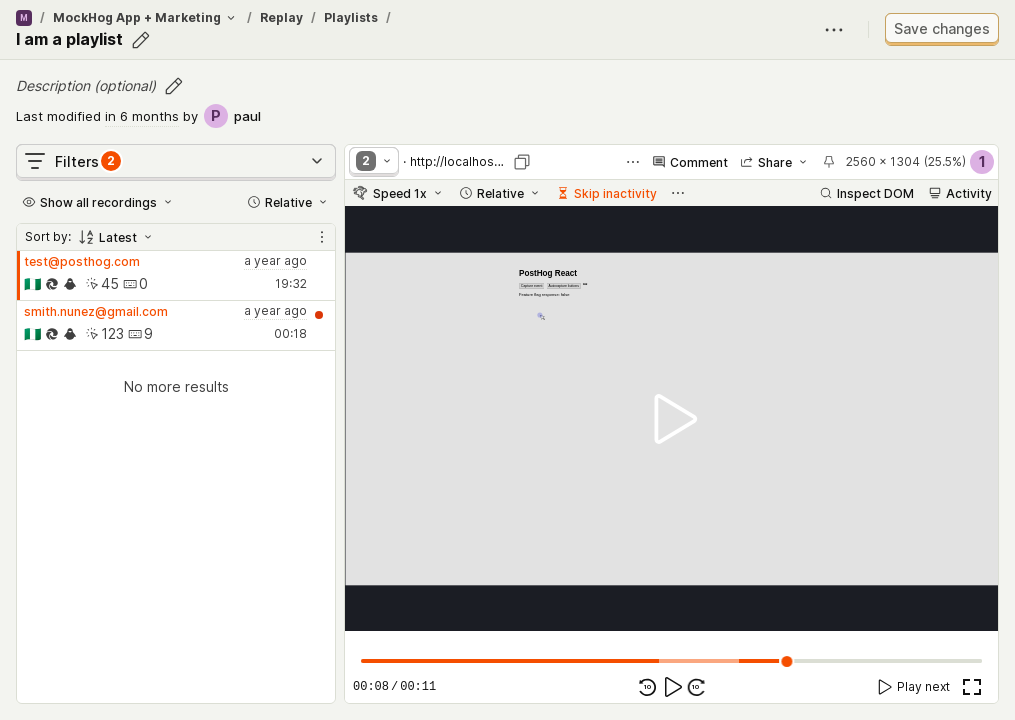 M / MockHog App + Marketing / Replay / Playlists /
I am a playlist
Save changes
Description (optional)
Last modified in 6 months by P paul
Filters 2
Show all recordings
Relative
Sort by: Latest
test@posthog.com
a year ago
45 0
19:32
smith.nunez@gmail.com
a year ago
123 9
00:18
No more results
2 · http://localhos... Comment Share 2560 × 1304 (25.5%) 1
Speed 1x Relative Skip inactivity Inspect DOM Activity
PostHog React
Capture event Autocapture buttons
Feature flag response: false
00:08 / 00:11
10 10
Play next